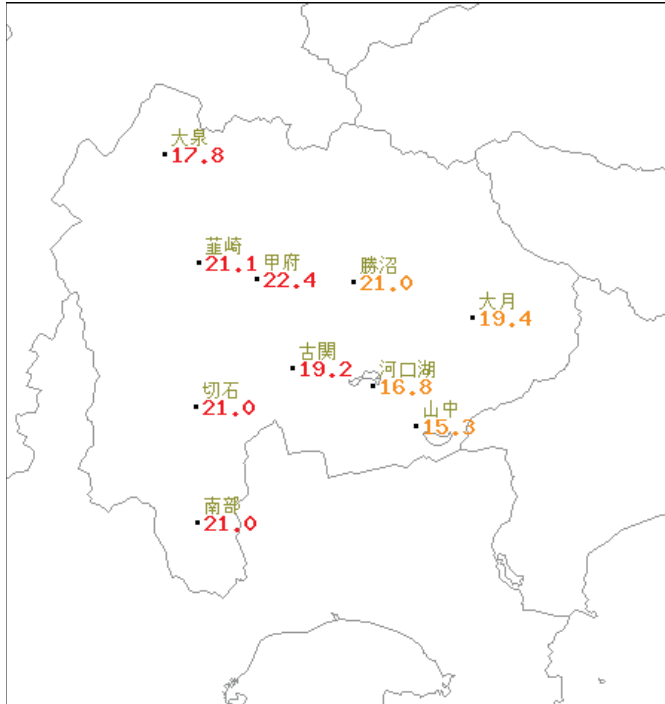 大泉
17.8
韮崎
21.1
甲府
22.4
勝沼
21.0
大月
19.4
古関
19.2
河口湖
16.8
切石
21.0
山中
15.3
南部
21.0